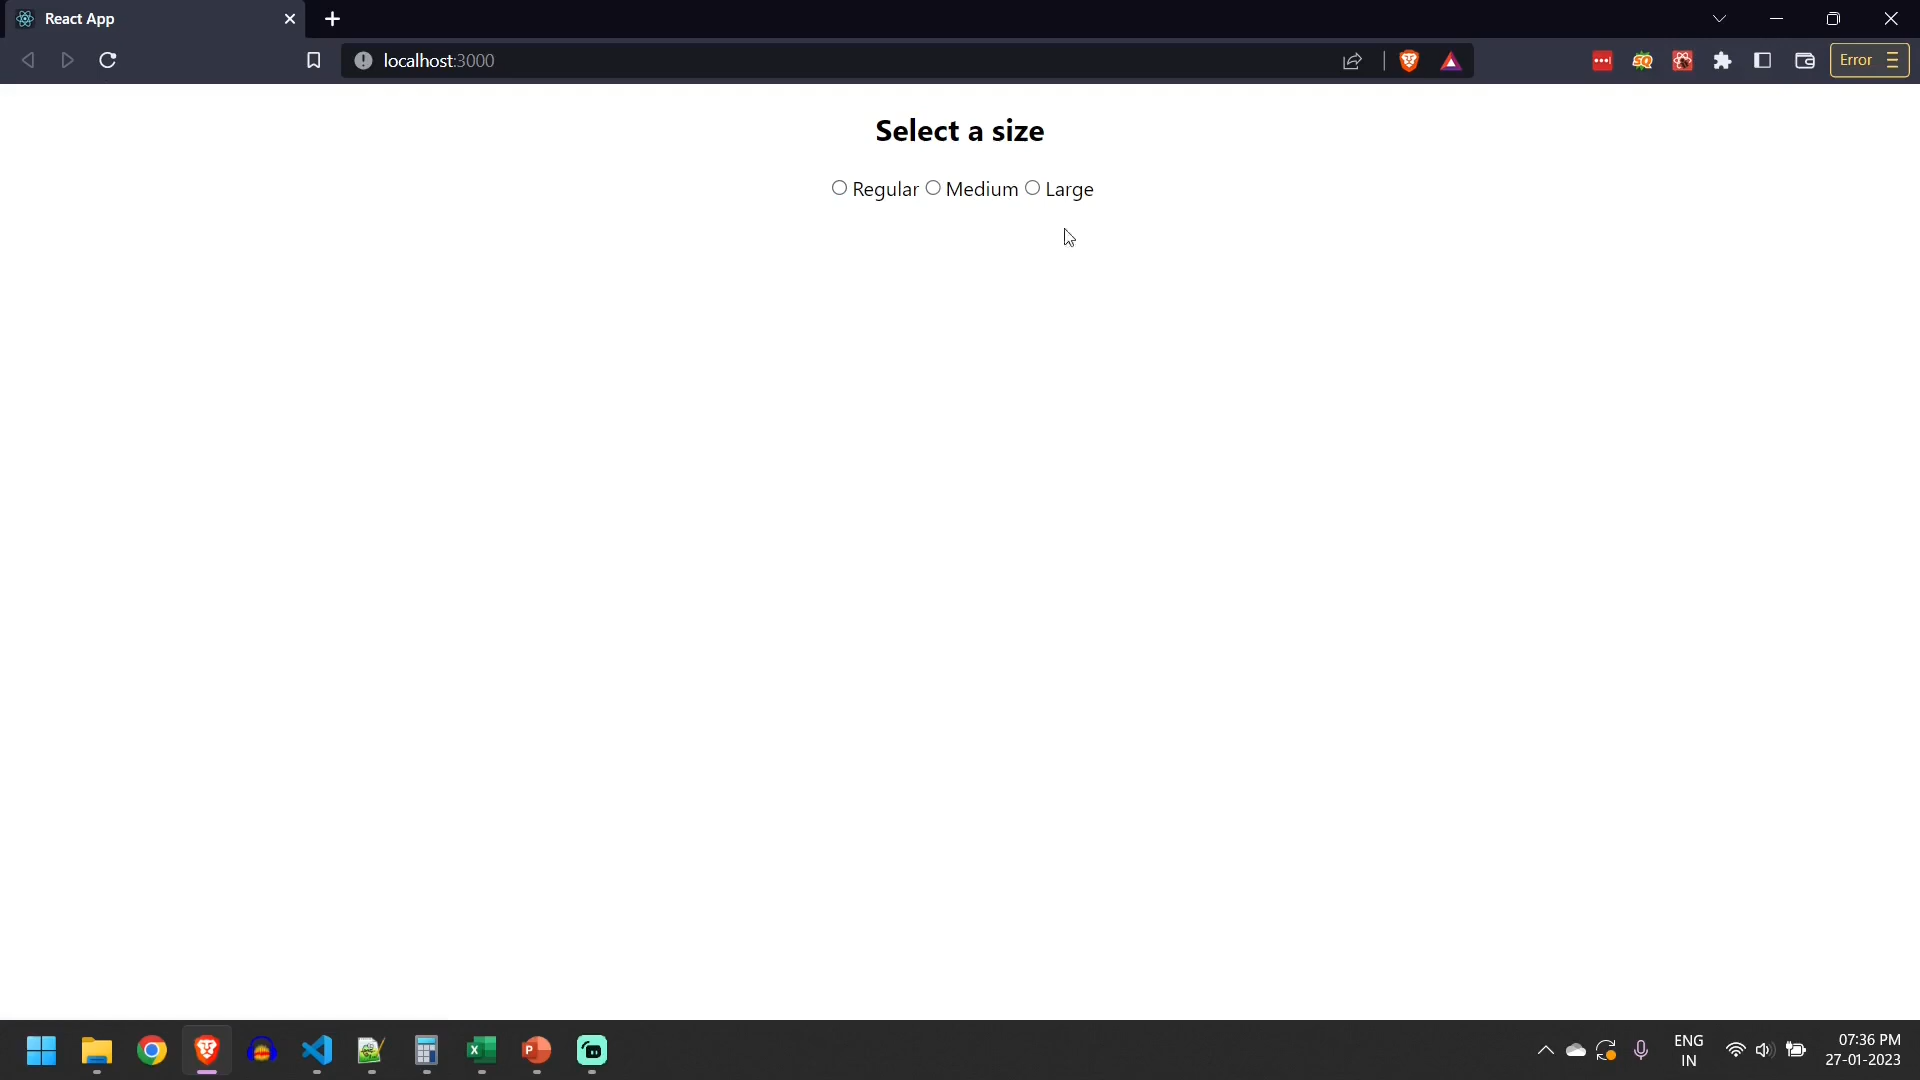 React App
localhost:3000
Error
Select a size
Regular Medium Large
ENG
IN
07:36 PM
27-01-2023